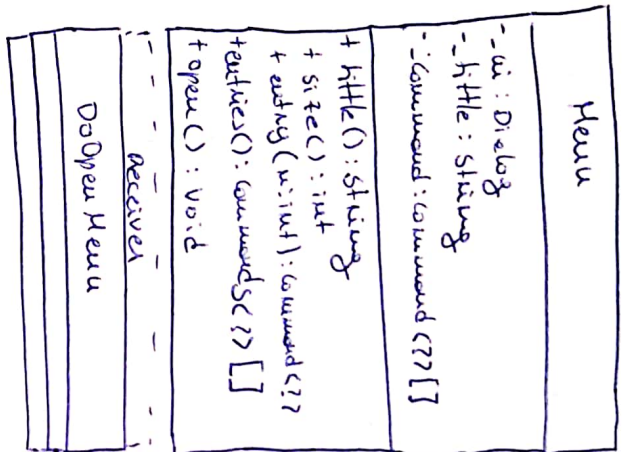 Menu
-_ui : Dialog
-_title : String
-_command : Command<?>[]
+ title() : String
+ size() : int
+ entry(n:int) : Command<?>
+ entries() : Commands<?>[]
+ open() : void
receiver
DoOpenMenu